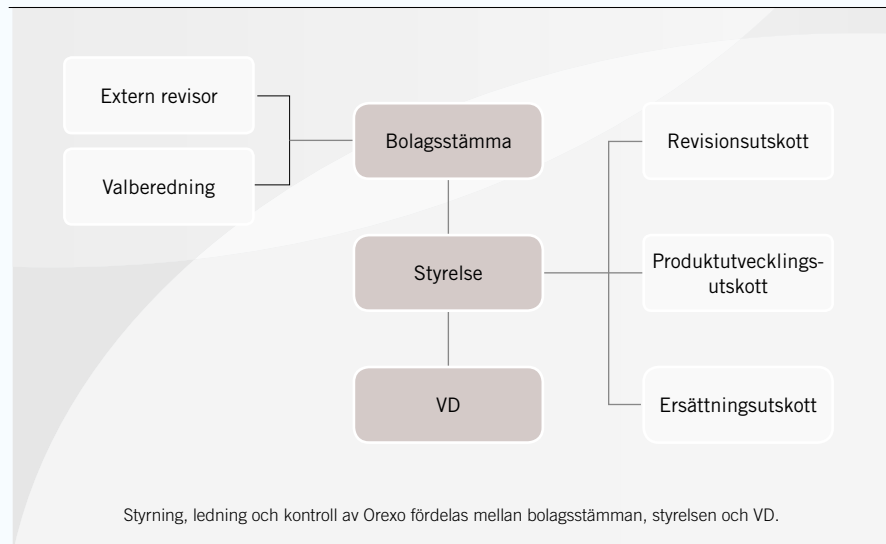 Extern revisor
Valberedning
Bolagsstämma
Styrelse
VD
Revisionsutskott
Produktutvecklings-
utskott
Ersättningsutskott
Styrning, ledning och kontroll av Orexo fördelas mellan bolagsstämman, styrelsen och VD.